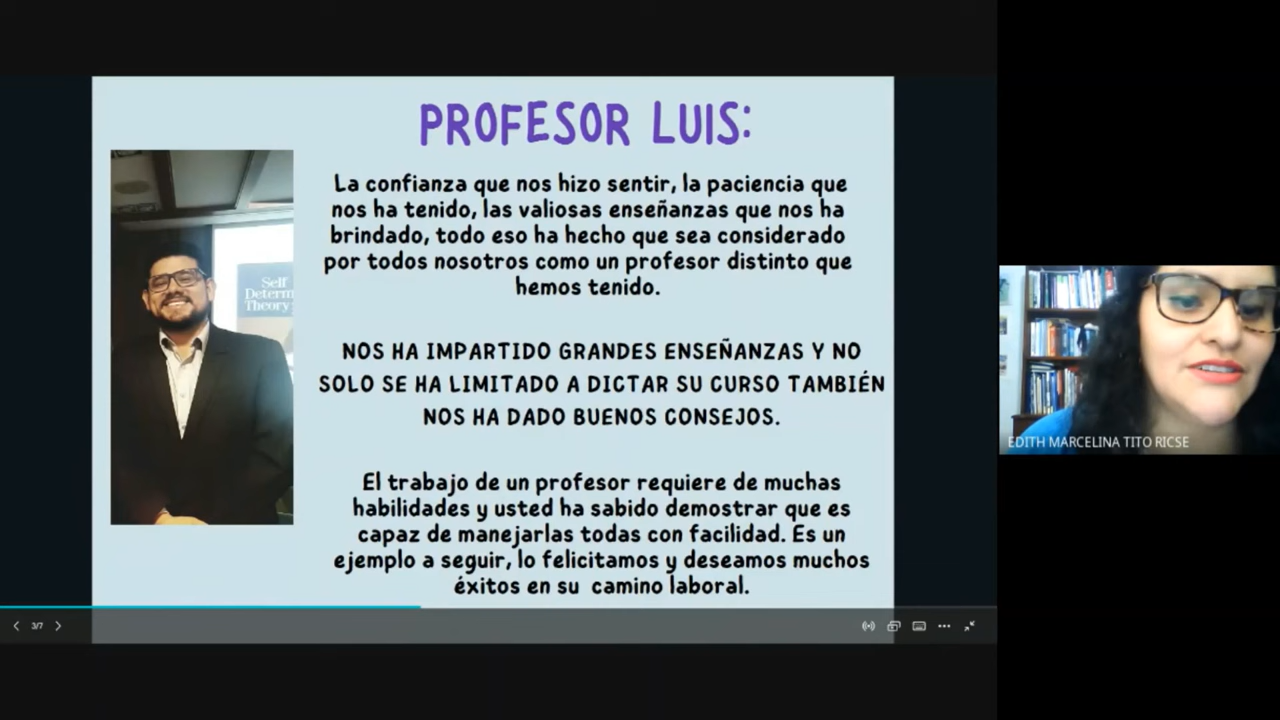 PROFESOR LUIS:
La confianza que nos hizo sentir, la paciencia que
nos ha tenido, las valiosas enseñanzas que nos ha
brindado, todo eso ha hecho que sea considerado
por todos nosotros como un profesor distinto que
hemos tenido.
NOS HA IMPARTIDO GRANDES ENSEÑANZAS Y NO
SOLO SE HA LIMITADO A DICTAR SU CURSO TAMBIÉN
NOS HA DADO BUENOS CONSEJOS.
El trabajo de un profesor requiere de muchas
habilidades y usted ha sabido demostrar que es
capaz de manejarlas todas con facilidad. Es un
ejemplo a seguir, lo felicitamos y deseamos muchos
éxitos en su camino laboral.
Self
Determ
Theory
3/7
EDITH MARCELINA TITO RICSE